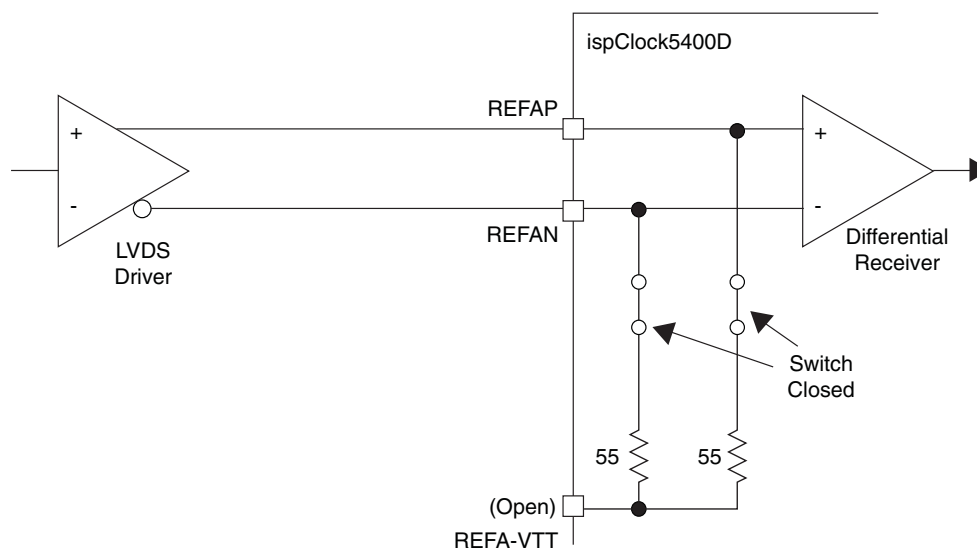 ispClock5400D
REFAP
+
-
+
-
REFAN
LVDS
Driver
Differential
Receiver
Switch
Closed
55
55
(Open)
REFA-VTT